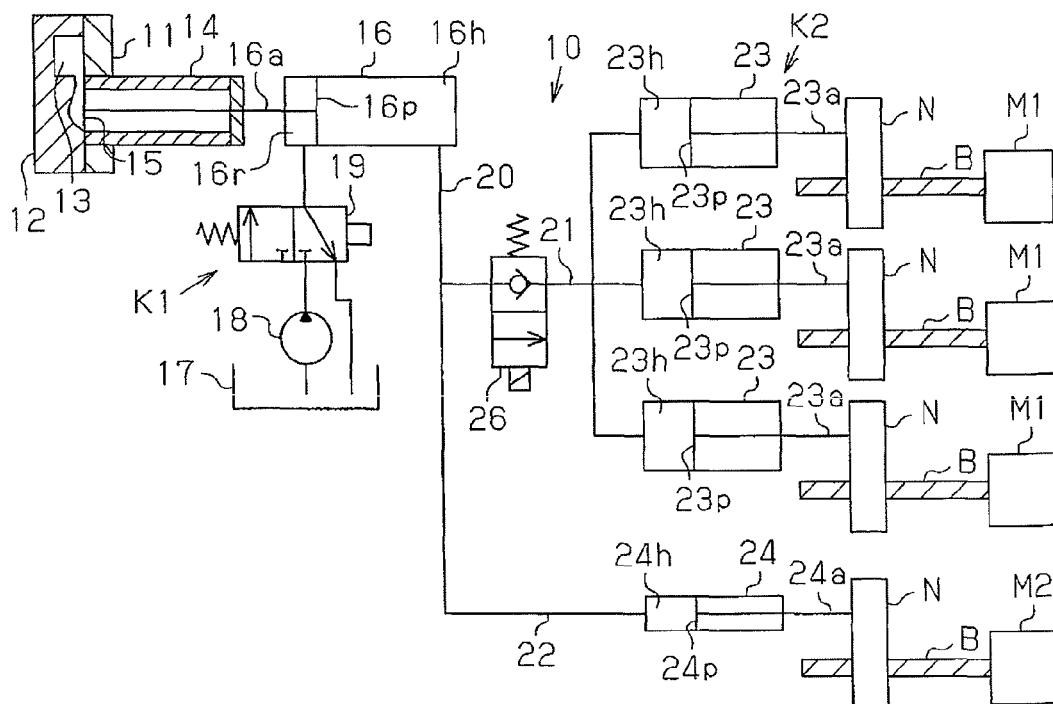 11 14 16a 16 16h 10 23h 23 K2 23a N M1
16p
B
12 13 15 16r 19 20 23p
23h 21 23 23a N M1
K1 18 B
23p
17 26 23h 23 23a N M1
B
23p
24h 24 24a N M2
22 24p B